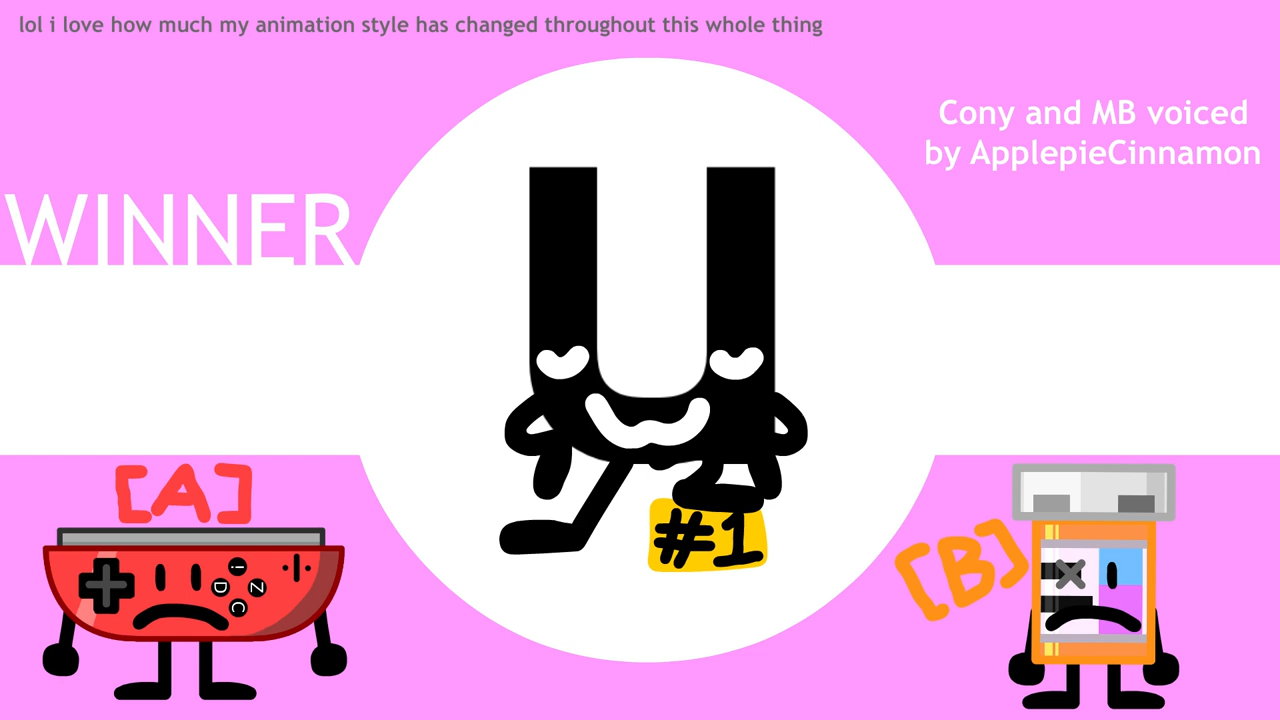 lol i love how much my animation style has changed throughout this whole thing
Cony and MB voiced
by ApplepieCinnamon
WINNER
U
[A]
[B]
#1
I
D
Z
C